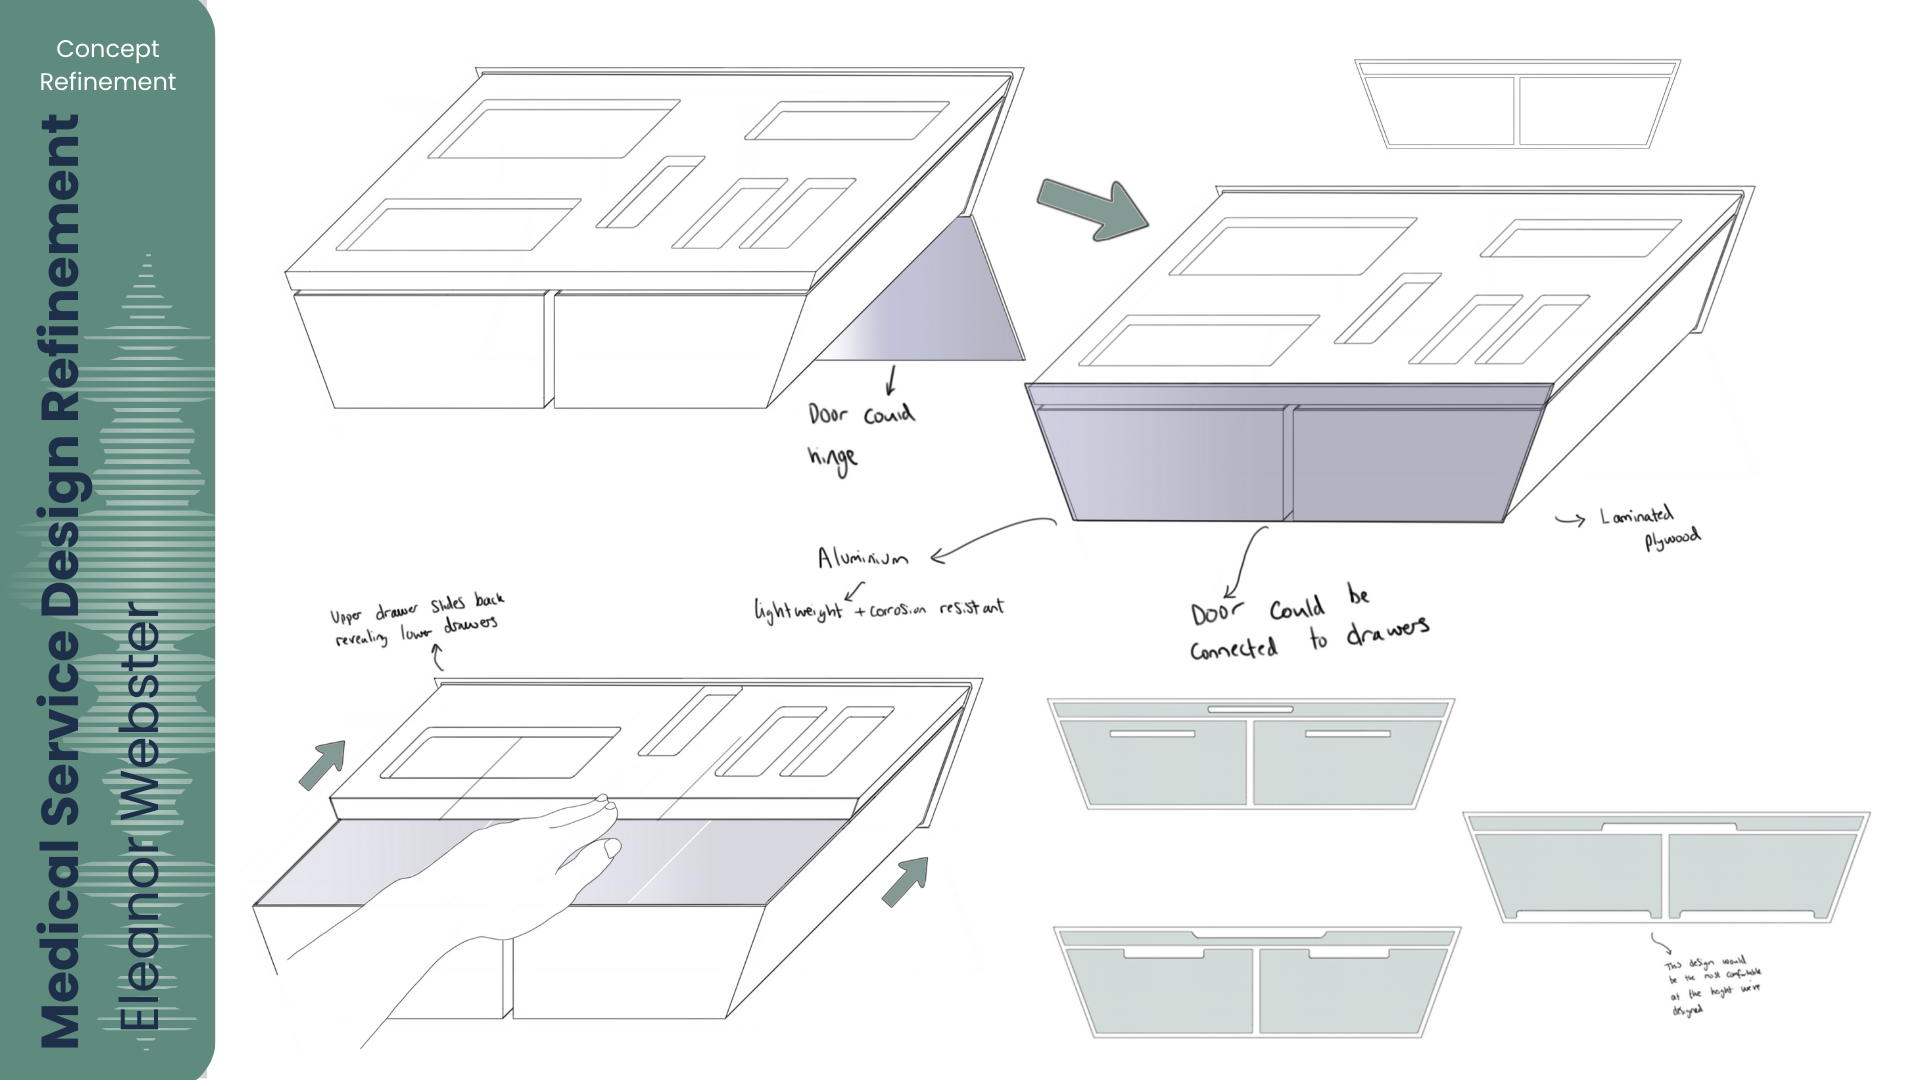 Concept
Refinement
Medical Service Design Refinement
Eleanor Webster
Door could
hinge
Aluminium
lightweight + corrosion resistant
Door could be
connected to drawers
Laminated
plywood
Upper drawer slides back
revealing lower drawers
This design would
be the most comfortable
at the height we're
designed